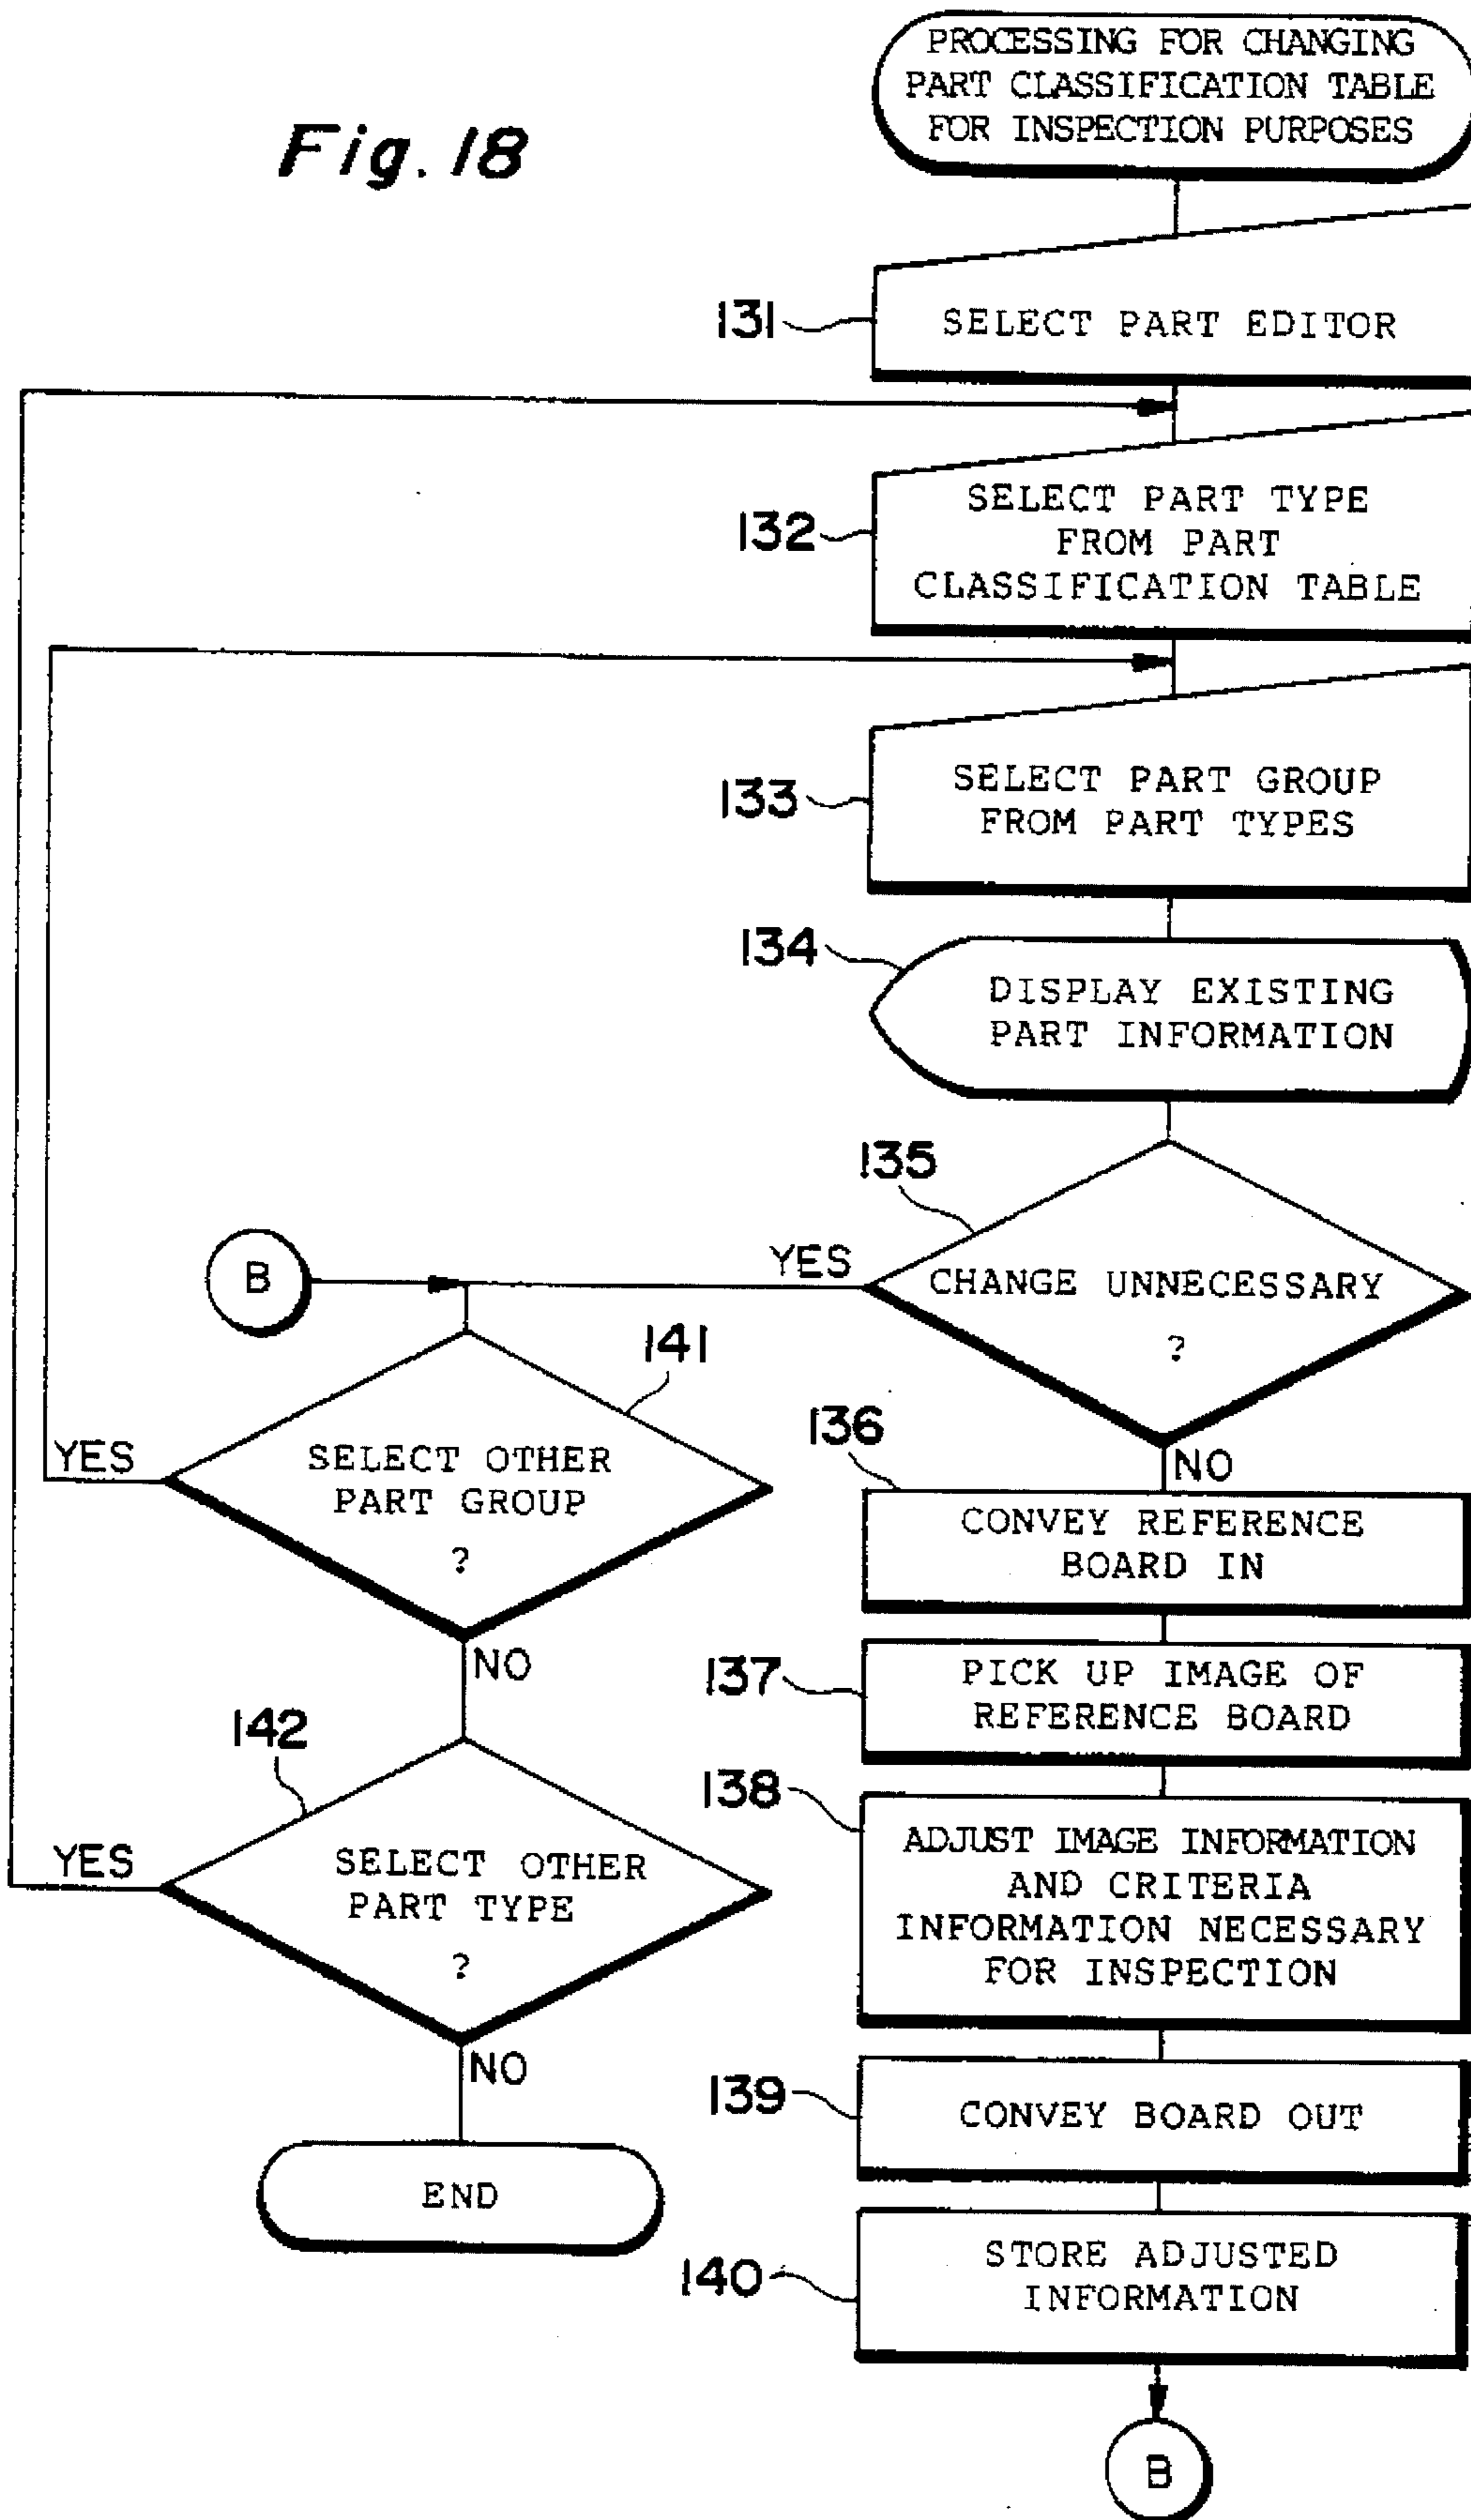 Fig. 18
PROCESSING FOR CHANGING
PART CLASSIFICATION TABLE
FOR INSPECTION PURPOSES
131
SELECT PART EDITOR
132
SELECT PART TYPE
FROM PART
CLASSIFICATION TABLE
133
SELECT PART GROUP
FROM PART TYPES
134
DISPLAY EXISTING
PART INFORMATION
135
CHANGE UNNECESSARY
?
YES
NO
B
141
SELECT OTHER
PART GROUP
?
YES
NO
142
SELECT OTHER
PART TYPE
?
YES
NO
END
136
CONVEY REFERENCE
BOARD IN
137
PICK UP IMAGE OF
REFERENCE BOARD
138
ADJUST IMAGE INFORMATION
AND CRITERIA
INFORMATION NECESSARY
FOR INSPECTION
139
CONVEY BOARD OUT
140
STORE ADJUSTED
INFORMATION
B